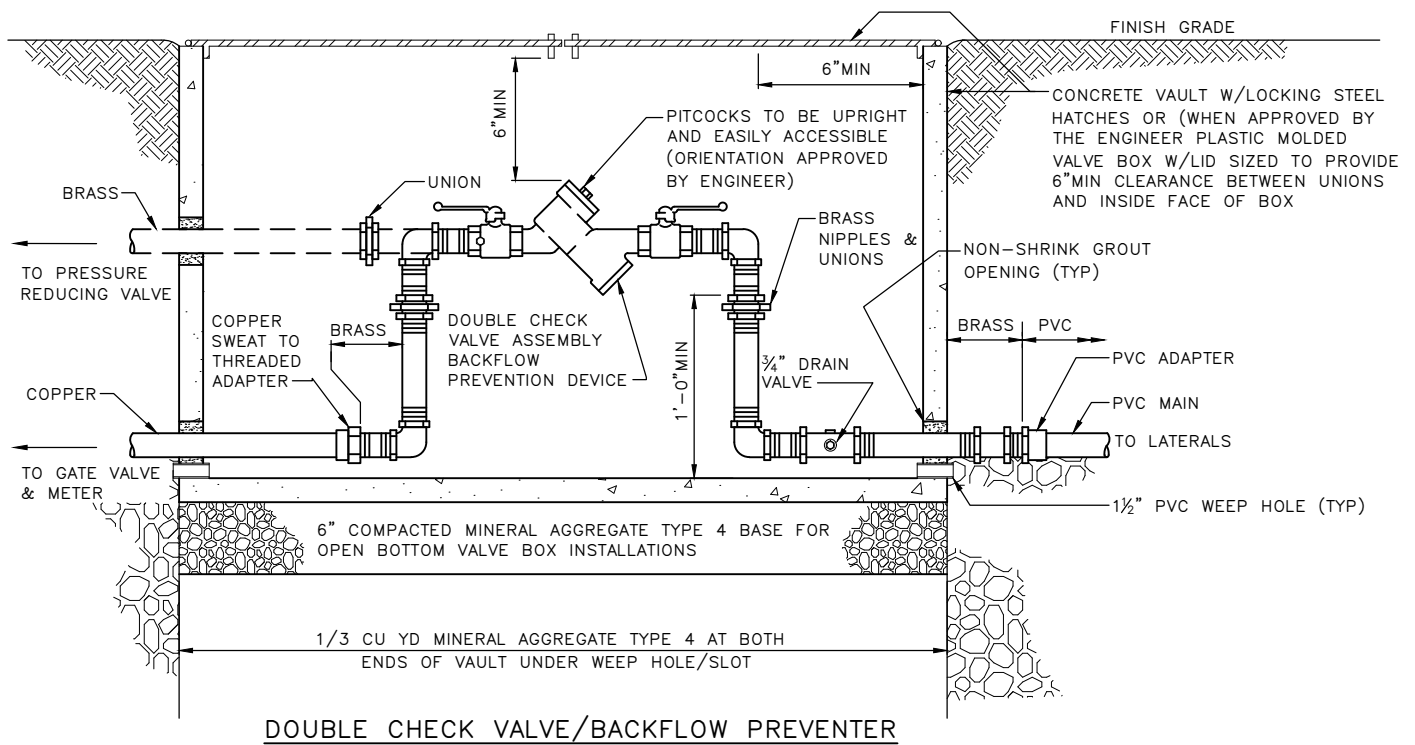 FINISH GRADE
6"MIN
6"MIN
CONCRETE VAULT W/LOCKING STEEL
HATCHES OR (WHEN APPROVED BY
THE ENGINEER PLASTIC MOLDED
VALVE BOX W/LID SIZED TO PROVIDE
6"MIN CLEARANCE BETWEEN UNIONS
AND INSIDE FACE OF BOX
PITCOCKS TO BE UPRIGHT
AND EASILY ACCESSIBLE
(ORIENTATION APPROVED
BY ENGINEER)
UNION
BRASS
BRASS
NIPPLES &
UNIONS
NON-SHRINK GROUT
OPENING (TYP)
TO PRESSURE
REDUCING VALVE
COPPER
SWEAT TO
THREADED
ADAPTER
BRASS
DOUBLE CHECK
VALVE ASSEMBLY
BACKFLOW
PREVENTION DEVICE
1'-0"MIN
¾" DRAIN
VALVE
BRASS
PVC
PVC ADAPTER
PVC MAIN
COPPER
TO LATERALS
TO GATE VALVE
& METER
1½" PVC WEEP HOLE (TYP)
6" COMPACTED MINERAL AGGREGATE TYPE 4 BASE FOR
OPEN BOTTOM VALVE BOX INSTALLATIONS
1/3 CU YD MINERAL AGGREGATE TYPE 4 AT BOTH
ENDS OF VAULT UNDER WEEP HOLE/SLOT
DOUBLE CHECK VALVE/BACKFLOW PREVENTER